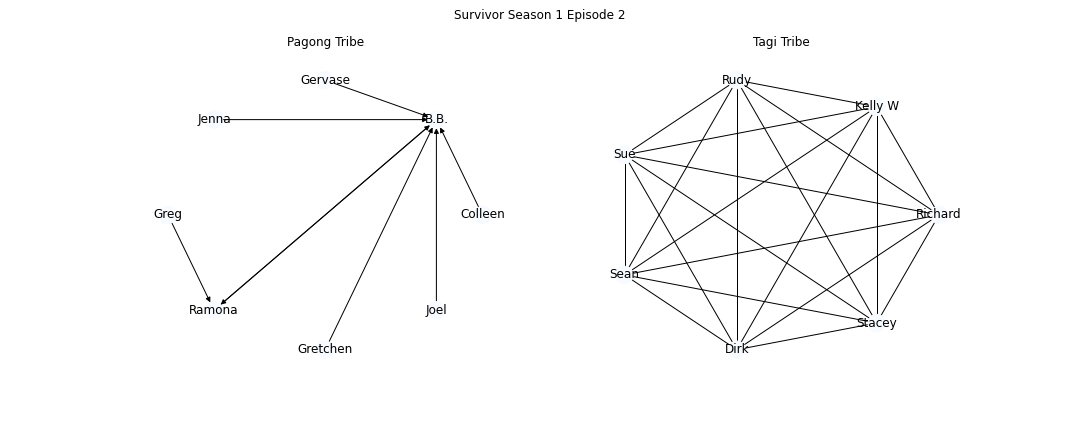 Survivor Season 1 Episode 2
Pagong Tribe
Gervase
Jenna
B.B.
Greg
Colleen
Ramona
Joel
Gretchen
Tagi Tribe
Rudy
Kelly W
Sue
Richard
Sean
Stacey
Dirk